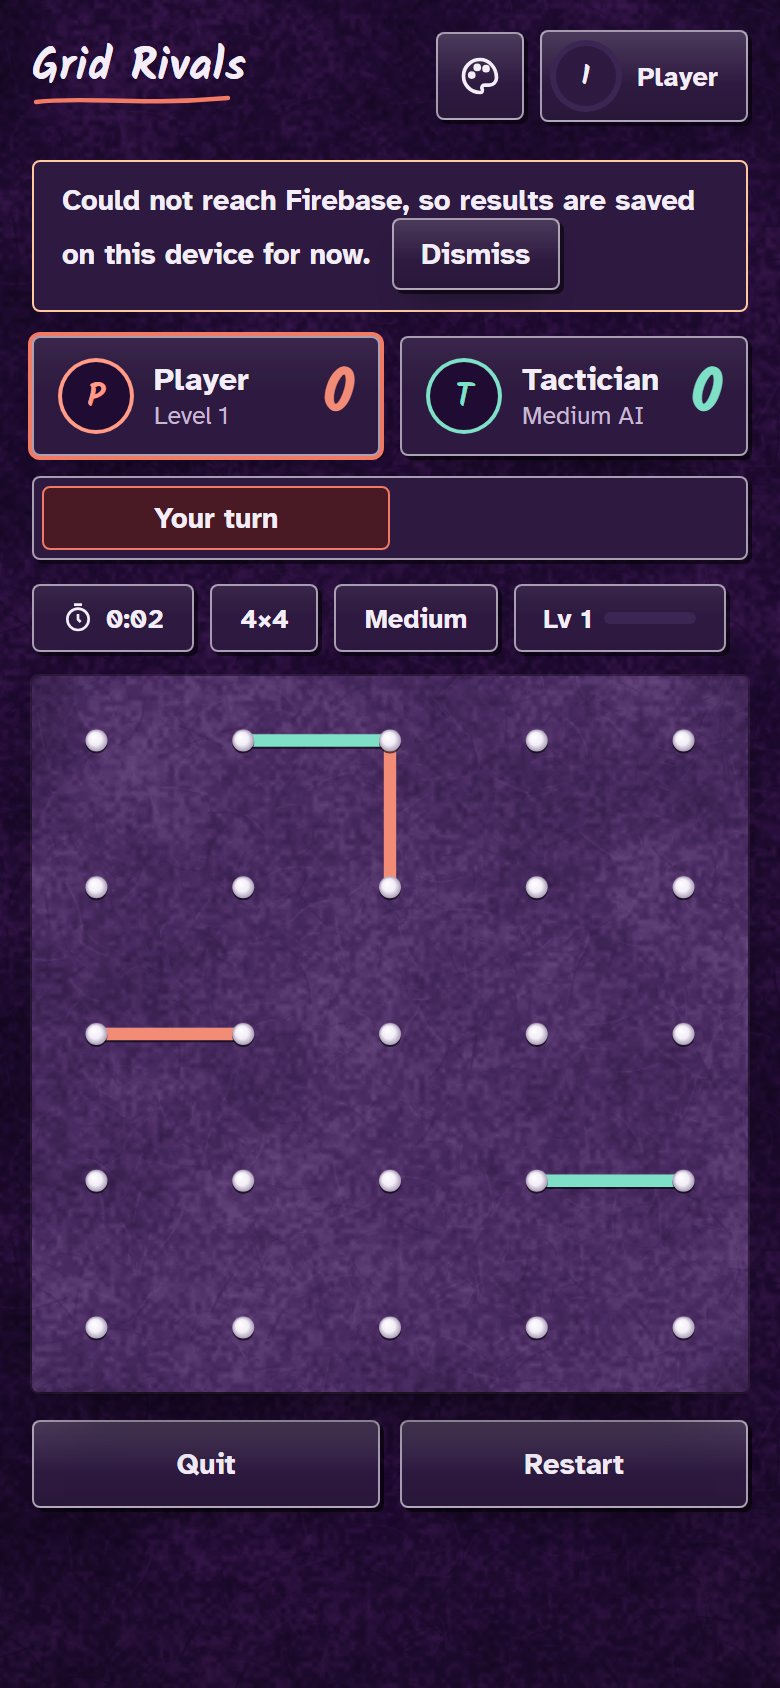 Grid Rivals
1
Player
Could not reach Firebase, so results are saved
on this device for now.
Dismiss
P
Player
Level 1
0
T
Tactician
Medium AI
0
Your turn
0:02
4×4
Medium
Lv 1
Quit
Restart